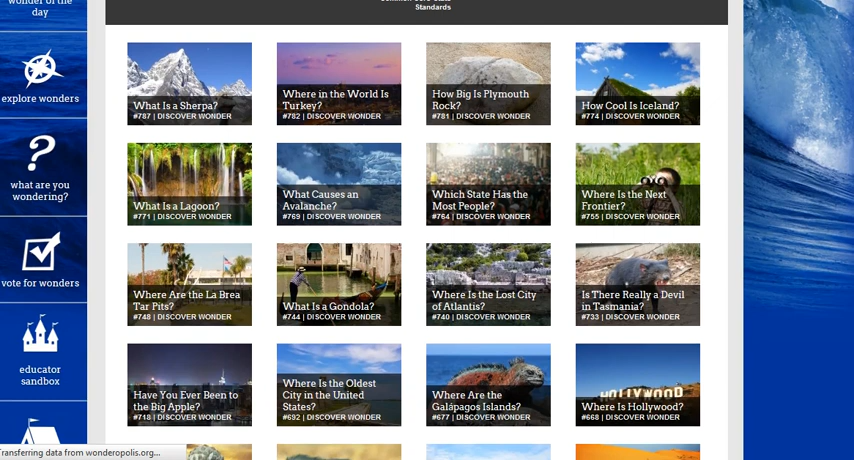 wonder of the
day
explore wonders
what are you
wondering?
vote for wonders
educator
sandbox
Standards
What Is a Sherpa?
#787 | DISCOVER WONDER
Where in the World Is
Turkey?
#782 | DISCOVER WONDER
How Big Is Plymouth
Rock?
#781 | DISCOVER WONDER
How Cool Is Iceland?
#774 | DISCOVER WONDER
What Is a Lagoon?
#771 | DISCOVER WONDER
What Causes an
Avalanche?
#769 | DISCOVER WONDER
Which State Has the
Most People?
#764 | DISCOVER WONDER
Where Is the Next
Frontier?
#755 | DISCOVER WONDER
Where Are the La Brea
Tar Pits?
#748 | DISCOVER WONDER
What Is a Gondola?
#744 | DISCOVER WONDER
Where Is the Lost City
of Atlantis?
#740 | DISCOVER WONDER
Is There Really a Devil
in Tasmania?
#733 | DISCOVER WONDER
Have You Ever Been to
the Big Apple?
#718 | DISCOVER WONDER
Where Is the Oldest
City in the United
States?
#692 | DISCOVER WONDER
Where Are the
Galápagos Islands?
#677 | DISCOVER WONDER
HOLLYWOOD
Where Is Hollywood?
#668 | DISCOVER WONDER
Transferring data from wonderopolis.org...